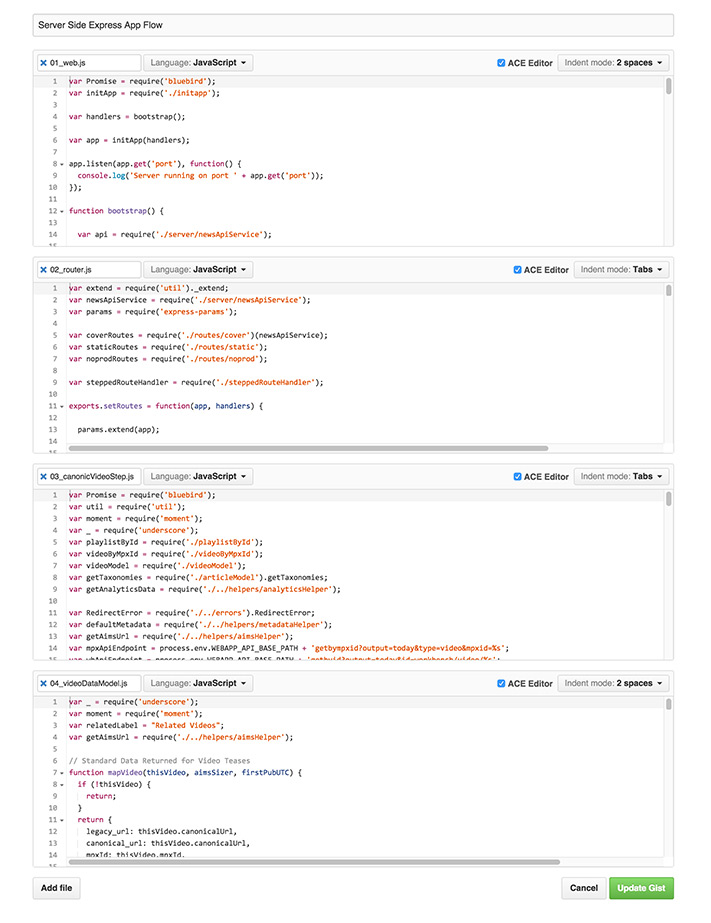 Server Side Express App Flow
01_web.js Language: JavaScript ACE Editor Indent mode: 2 spaces
1 var Promise = require('bluebird');
2 var initApp = require('./initapp');
3
4 var handlers = bootstrap();
5
6 var app = initApp(handlers);
7
8 app.listen(app.get('port'), function() {
9 console.log('Server running on port ' + app.get('port'));
10 });
11
12 function bootstrap() {
13
14 var api = require('./server/newsApiService');
15
02_router.js Language: JavaScript ACE Editor Indent mode: Tabs
1 var extend = require('util')._extend;
2 var newsApiService = require('./server/newsApiService');
3 var params = require('express-params');
4
5 var coverRoutes = require('./routes/cover')(newsApiService);
6 var staticRoutes = require('./routes/static');
7 var noprodRoutes = require('./routes/noprod');
8
9 var steppedRouteHandler = require('./steppedRouteHandler');
10
11 exports.setRoutes = function(app, handlers) {
12
13 params.extend(app);
14
15
03_canonicVideoStep.js Language: JavaScript ACE Editor Indent mode: Tabs
1 var Promise = require('bluebird');
2 var util = require('util');
3 var moment = require('moment');
4 var _ = require('underscore');
5 var playlistById = require('./playlistById');
6 var videoByMpxId = require('./videoByMpxId');
7 var videoModel = require('./videoModel');
8 var getTaxonomies = require('./articleModel').getTaxonomies;
9 var getAnalyticsData = require('./../helpers/analyticsHelper');
10
11 var RedirectError = require('./../errors').RedirectError;
12 var defaultMetadata = require('./../helpers/metadataHelper');
13 var getAimsUrl = require('./../helpers/aimsHelper');
14 var mpxApiEndpoint = process.env.WEBAPP_API_BASE_PATH + 'getbympxid?output=today&type=video&mpxid=%s';
15 var wbApiEndpoint = process.env.WEBAPP_API_BASE_PATH + 'getbyid?output=today&id=workbench/video/%s';
04_videoDataModel.js Language: JavaScript ACE Editor Indent mode: 2 spaces
1 var _ = require('underscore');
2 var moment = require('moment');
3 var relatedLabel = "Related Videos";
4 var getAimsUrl = require('./../helpers/aimsHelper');
5
6 // Standard Data Returned for Video Teases
7 function mapVideo(thisVideo, aimsSizer, firstPubUTC) {
8 if (!thisVideo) {
9 return;
10 }
11 return {
12 legacy_url: thisVideo.canonicalUrl,
13 canonical_url: thisVideo.canonicalUrl,
14 mpxId: thisVideo.mpxId,
15
Add file Cancel Update Gist